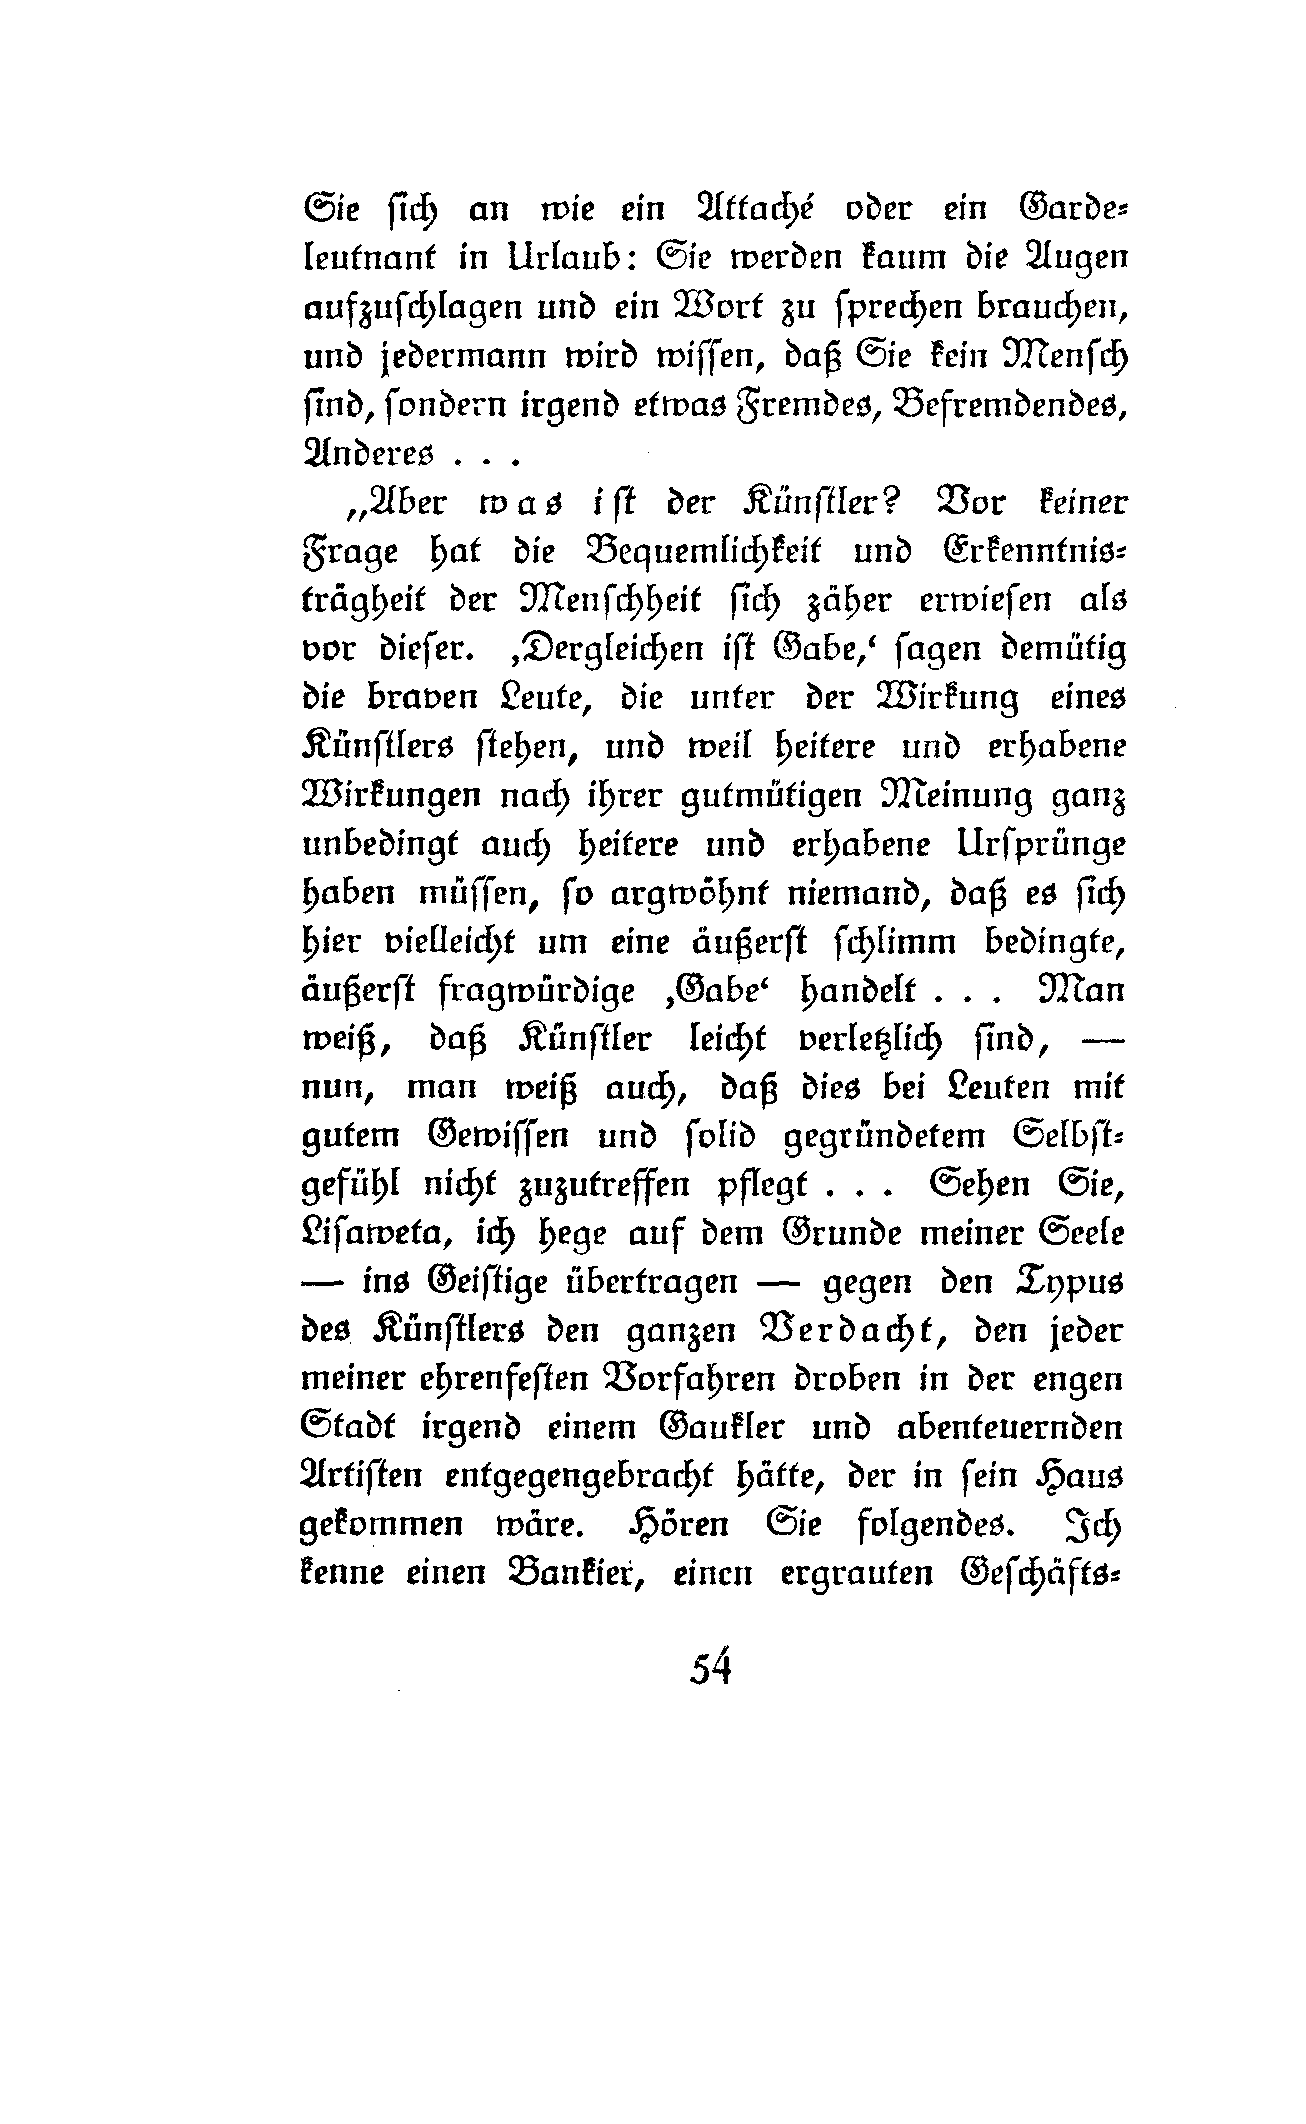 Sie sich an wie ein Attaché oder ein Garde-
leutnant in Urlaub: Sie werden kaum die Augen
aufzuschlagen und ein Wort zu sprechen brauchen,
und jedermann wird wissen, daß Sie kein Mensch
sind, sondern irgend etwas Fremdes, Befremdendes,
Anderes . . .
„Aber was ist der Künstler? Vor keiner
Frage hat die Bequemlichkeit und Erkenntnis-
trägheit der Menschheit sich zäher erwiesen als
vor dieser. ‚Dergleichen ist Gabe,‘ sagen demütig
die braven Leute, die unter der Wirkung eines
Künstlers stehen, und weil heitere und erhabene
Wirkungen nach ihrer gutmütigen Meinung ganz
unbedingt auch heitere und erhabene Ursprünge
haben müssen, so argwöhnt niemand, daß es sich
hier vielleicht um eine äußerst schlimm bedingte,
äußerst fragwürdige ‚Gabe‘ handelt . . . Man
weiß, daß Künstler leicht verletzlich sind, —
nun, man weiß auch, daß dies bei Leuten mit
gutem Gewissen und solid gegründetem Selbst-
gefühl nicht zuzutreffen pflegt . . . Sehen Sie,
Lisaweta, ich hege auf dem Grunde meiner Seele
— ins Geistige übertragen — gegen den Typus
des Künstlers den ganzen Verdacht, den jeder
meiner ehrenfesten Vorfahren droben in der engen
Stadt irgend einem Gaukler und abenteuernden
Artisten entgegengebracht hätte, der in sein Haus
gekommen wäre. Hören Sie folgendes. Ich
kenne einen Bankier, einen ergrauten Geschäfts-
54